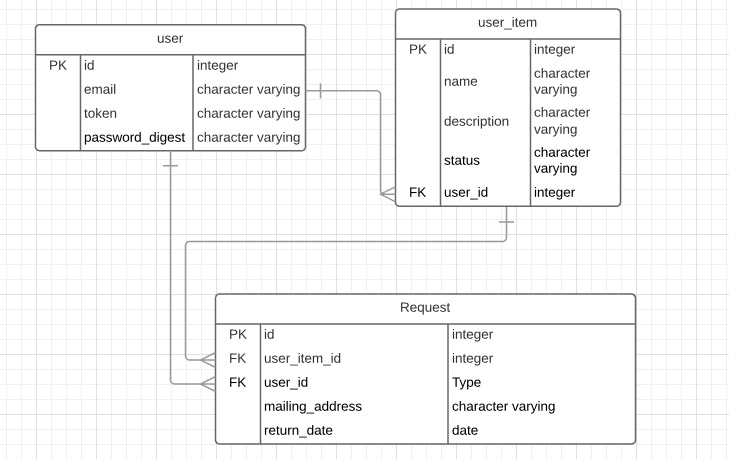 user
PK id integer
email character varying
token character varying
password_digest character varying
user_item
PK id integer
name character
varying
description character
varying
status character
varying
FK user_id integer
Request
PK id integer
FK user_item_id integer
FK user_id Type
mailing_address character varying
return_date date